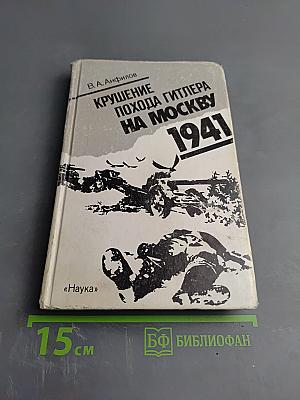 В. А. Анфилов
КРУШЕНИЕ
ПОХОДА ГИТЛЕРА
НА МОСКВУ
1941
«Наука»
15 см
БФ БИБЛИОФАН